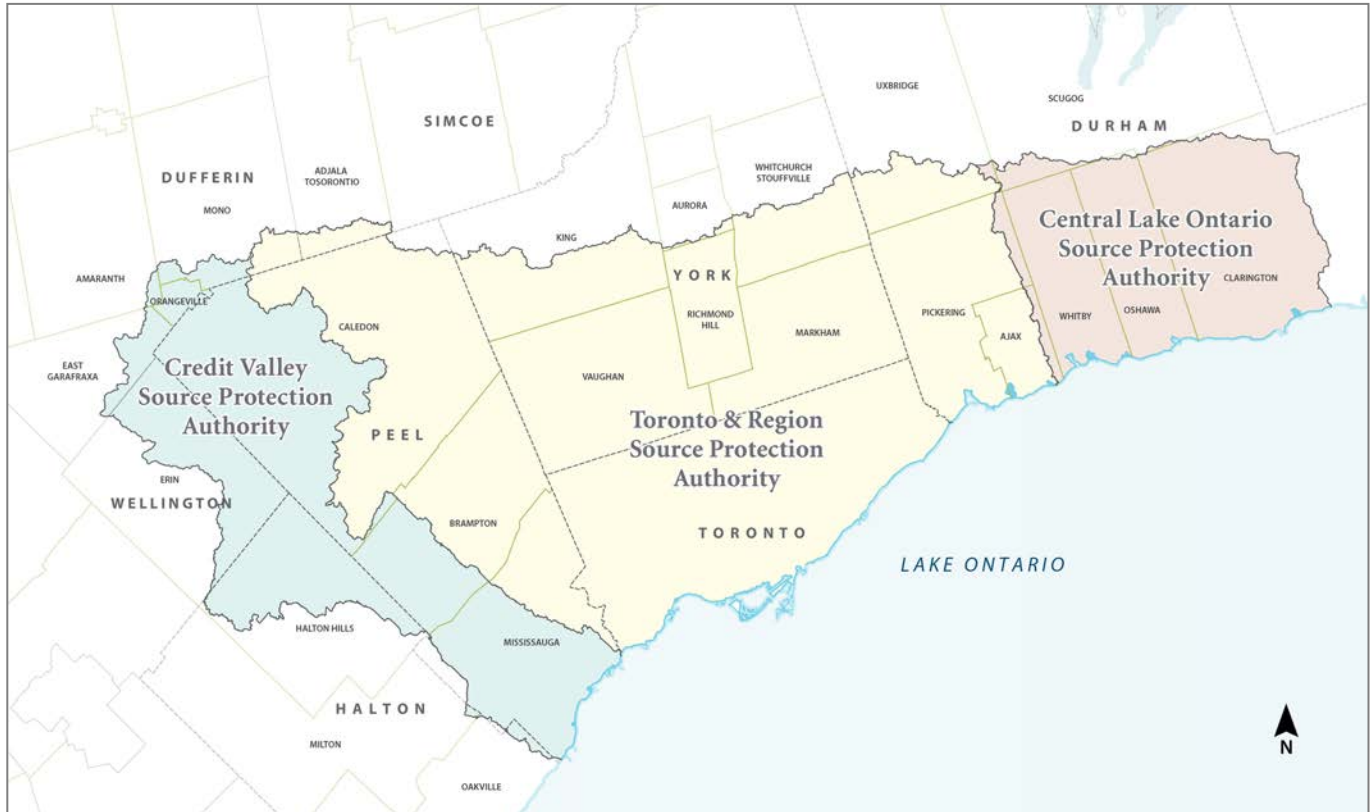 UXBRIDGE
SCUGOG
SIMCOE
DURHAM
DUFFERIN
MONO
ADJALA
TOSORONTIO
WHITCHURCH
STOUFFVILLE
AURORA
KING
Central Lake Ontario
Source Protection
Authority
AMARANTH
ORANGEVILLE
YORK
CLARINGTON
CALEDON
RICHMOND
HILL
MARKHAM
PICKERING
AJAX
WHITBY
OSHAWA
EAST
GARAFRAXA
Credit Valley
Source Protection
Authority
VAUGHAN
PEEL
Toronto & Region
Source Protection
Authority
ERIN
WELLINGTON
BRAMPTON
TORONTO
LAKE ONTARIO
HALTON HILLS
MISSISSAUGA
HALTON
MILTON
OAKVILLE
N